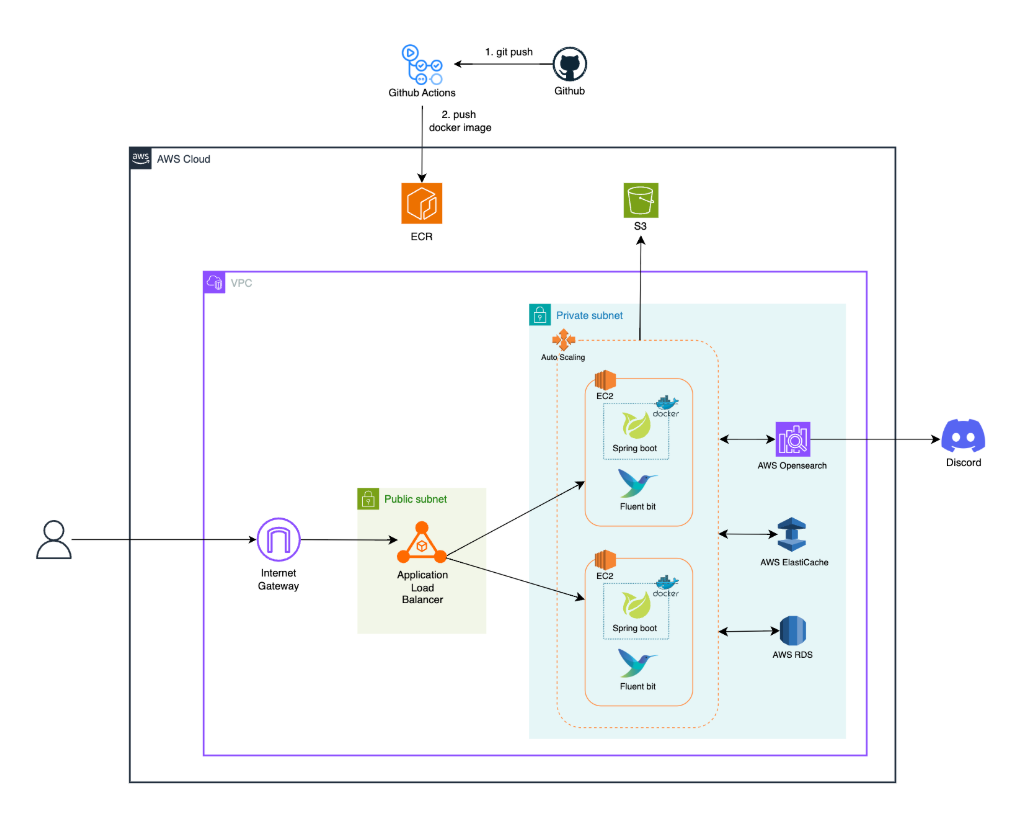 1. git push
Github Actions
Github
2. push
docker image
aws
AWS Cloud
ECR
S3
VPC
Private subnet
Auto Scaling
EC2
docker
Spring boot
Fluent bit
AWS Opensearch
Discord
Public subnet
Internet
Gateway
Application
Load
Balancer
AWS ElastiCache
EC2
docker
Spring boot
Fluent bit
AWS RDS